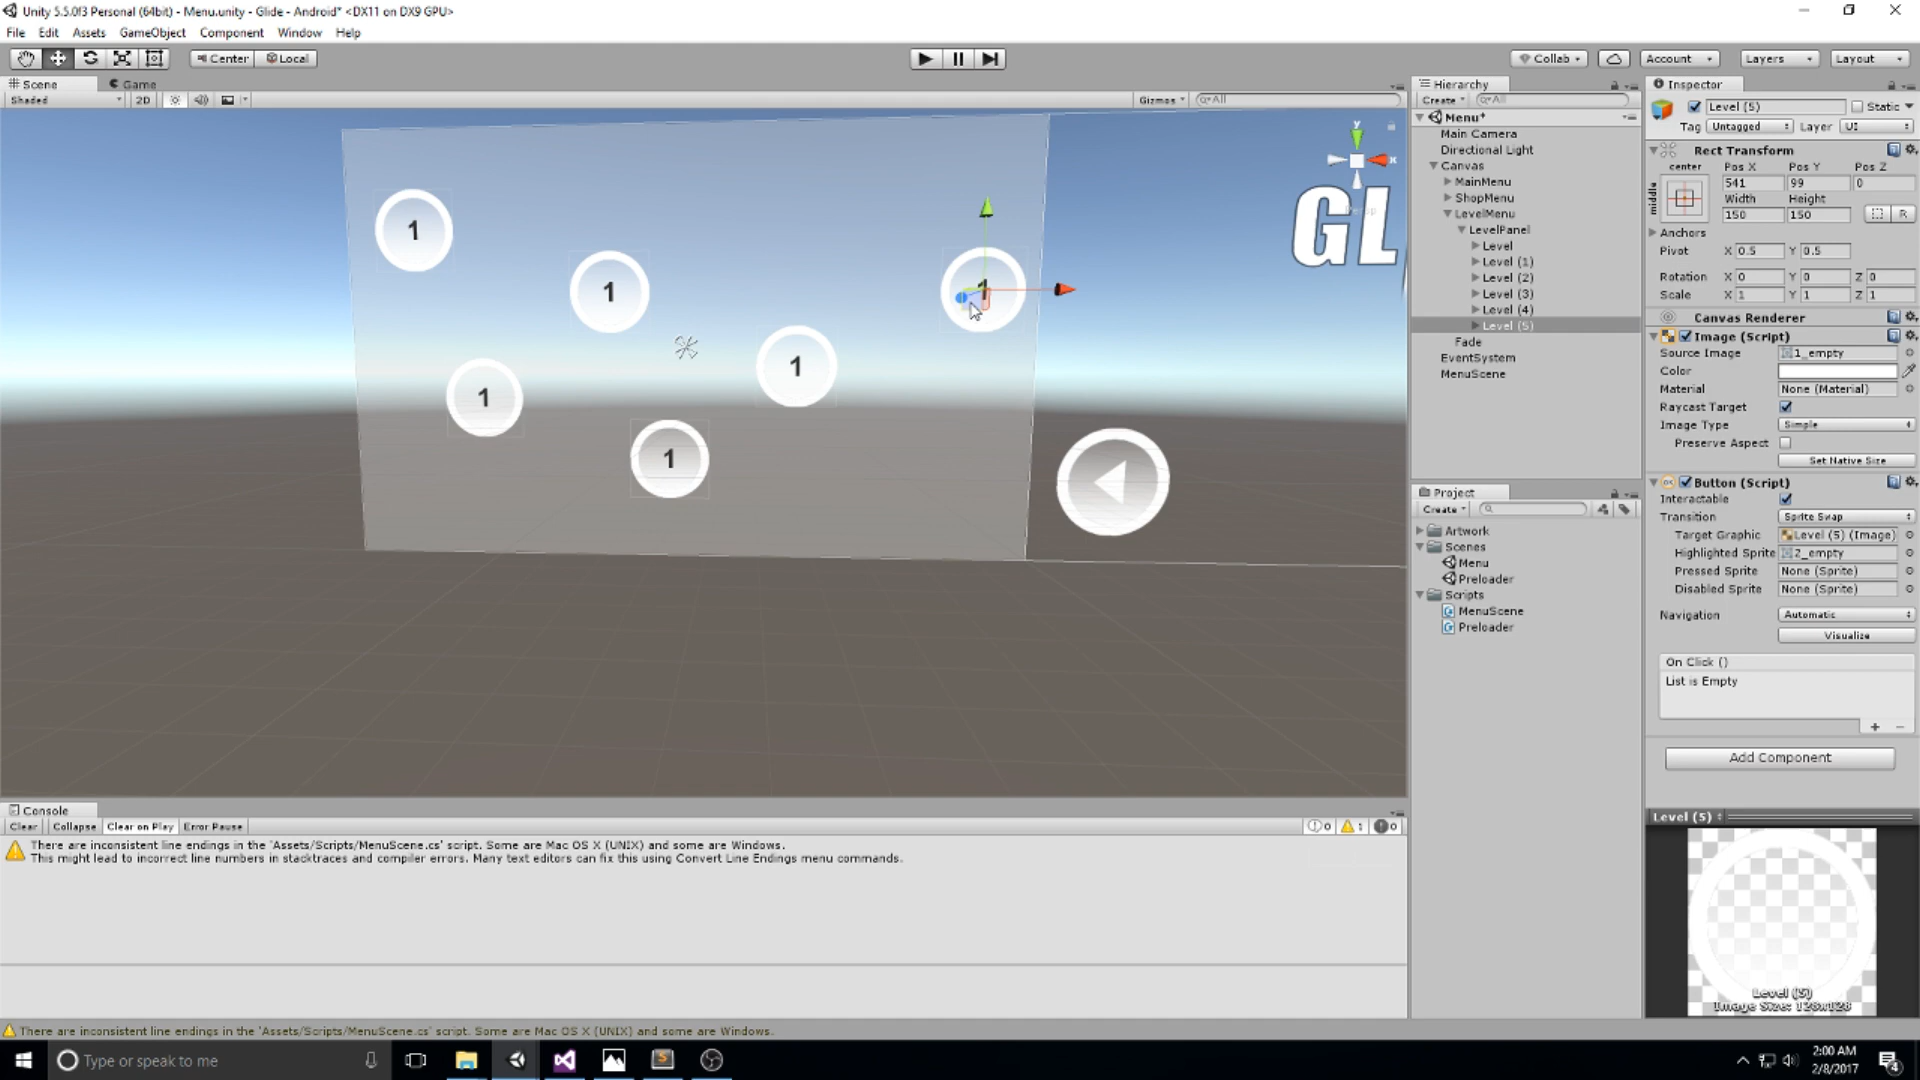 Unity 5.5.0f3 Personal (64bit) - Menu.unity - Glide - Android* <DX11 on DX9 GPU>
File Edit Assets GameObject Component Window Help
Center Local
Collab Account Layers Layout
Scene Game
Shaded 2D Gizmos All
1
1
1
1
1
1
GL
y
x
Hierarchy
Create All
Menu*
Main Camera
Directional Light
Canvas
MainMenu
ShopMenu
LevelMenu
LevelPanel
Level
Level (1)
Level (2)
Level (3)
Level (4)
Level (5)
Fade
EventSystem
MenuScene
Project
Create
Artwork
Scenes
Menu
Preloader
Scripts
MenuScene
Preloader
Inspector
Level (5) Static
Tag Untagged Layer UI
Rect Transform
center Pos X Pos Y Pos Z
middle 541 99 0
Width Height
150 150 R
Anchors
Pivot X 0.5 Y 0.5
Rotation X 0 Y 0 Z 0
Scale X 1 Y 1 Z 1
Canvas Renderer
Image (Script)
Source Image 1_empty
Color
Material None (Material)
Raycast Target
Image Type Simple
Preserve Aspect
Set Native Size
Button (Script)
Interactable
Transition Sprite Swap
Target Graphic Level (5) (Image)
Highlighted Sprite 2_empty
Pressed Sprite None (Sprite)
Disabled Sprite None (Sprite)
Navigation Automatic
Visualize
On Click ()
List is Empty
+ -
Add Component
Level (5)
Level (5)
Image Size: 128x128
Console
Clear Collapse Clear on Play Error Pause 0 1 0
There are inconsistent line endings in the 'Assets/Scripts/MenuScene.cs' script. Some are Mac OS X (UNIX) and some are Windows.
This might lead to incorrect line numbers in stacktraces and compiler errors. Many text editors can fix this using Convert Line Endings menu commands.
There are inconsistent line endings in the 'Assets/Scripts/MenuScene.cs' script. Some are Mac OS X (UNIX) and some are Windows.
Type or speak to me
2:00 AM
2/8/2017
4